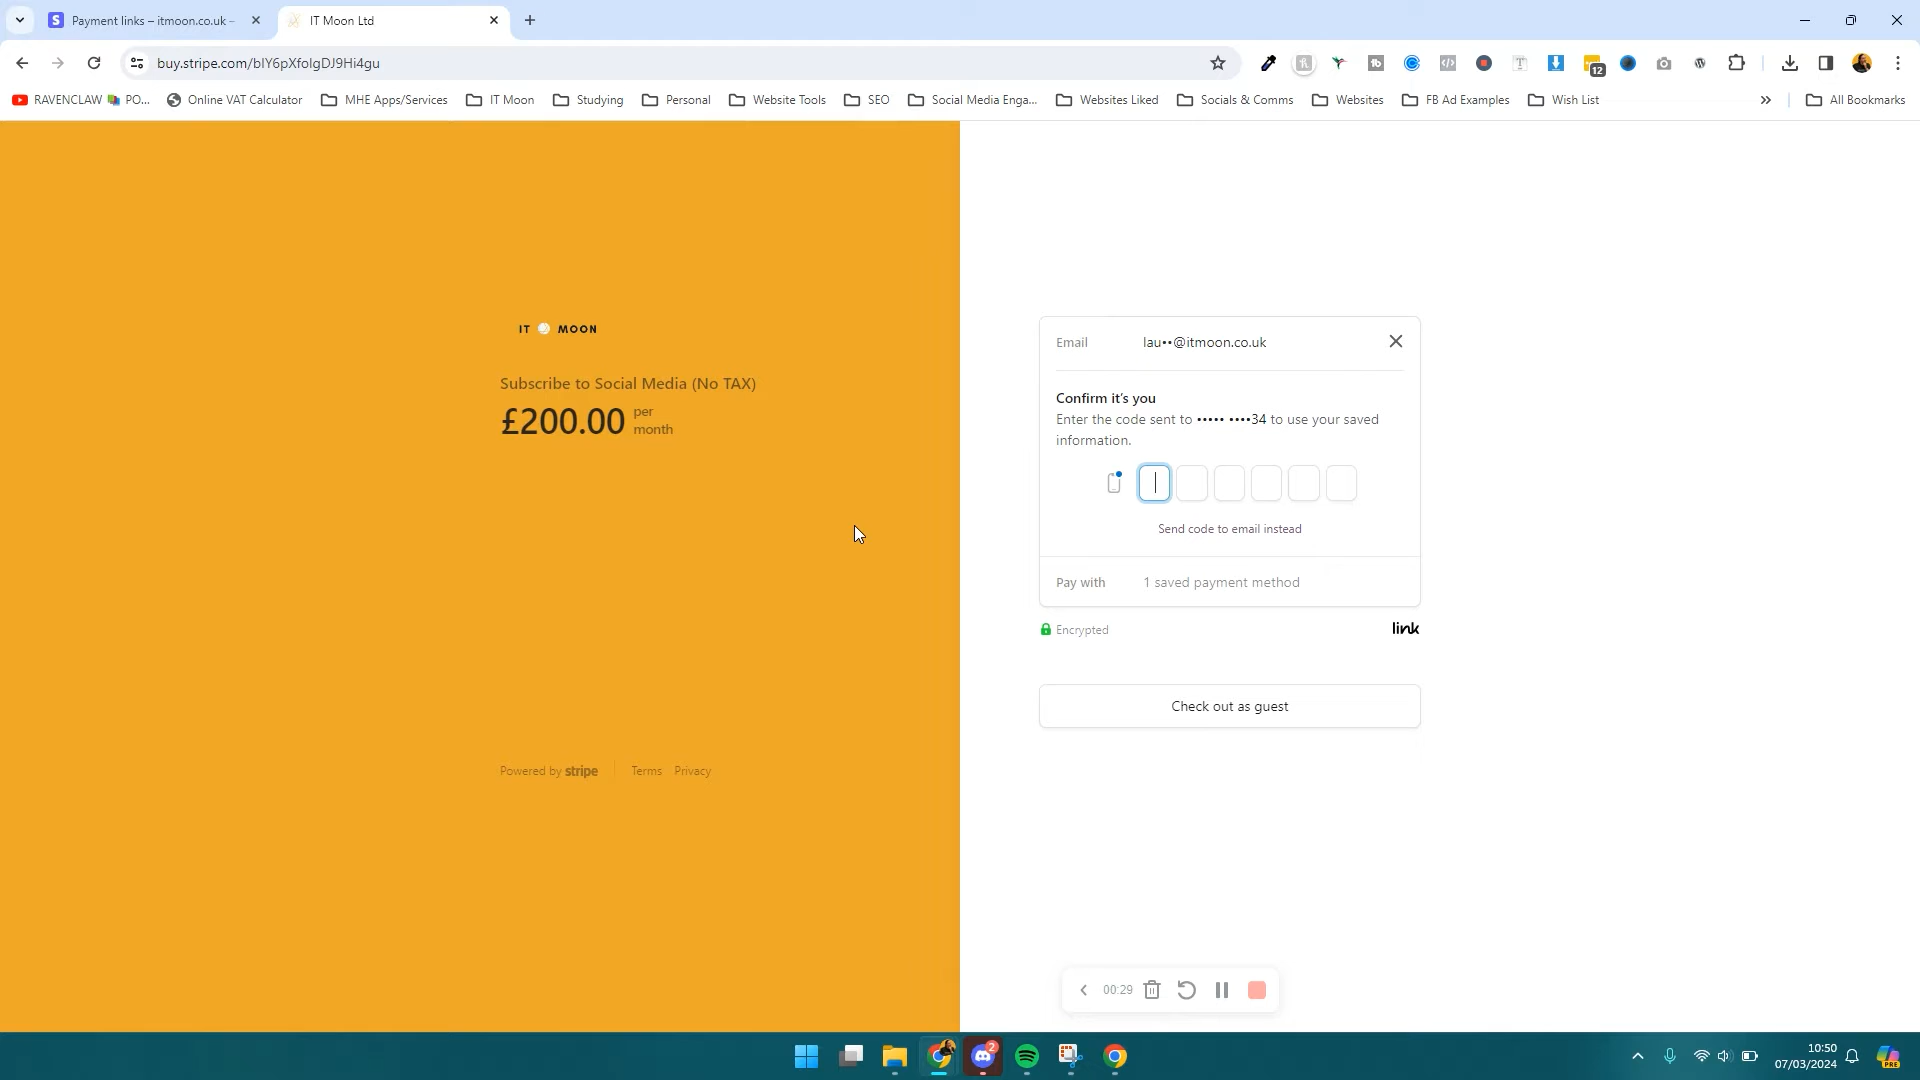 Payment links – itmoon.co.uk –
IT Moon Ltd
buy.stripe.com/bIY6pXfoIgDJ9Hi4gu
12
RAVENCLAW PO...
Online VAT Calculator
MHE Apps/Services
IT Moon
Studying
Personal
Website Tools
SEO
Social Media Enga...
Websites Liked
Socials & Comms
Websites
FB Ad Examples
Wish List
All Bookmarks
IT MOON
Subscribe to Social Media (No TAX)
£200.00 per month
Powered by stripe
Terms
Privacy
Email lau••@itmoon.co.uk
Confirm it's you
Enter the code sent to ••••• ••••34 to use your saved
information.
Send code to email instead
Pay with 1 saved payment method
Encrypted
link
Check out as guest
00:29
2
10:50
07/03/2024
PRE